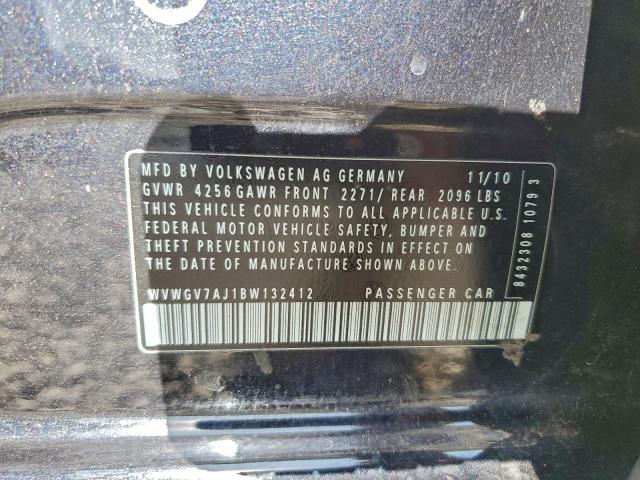 MFD BY VOLKSWAGEN AG GERMANY 11/10
GVWR 4256 GAWR FRONT 2271/ REAR 2096 LBS
THIS VEHICLE CONFORMS TO ALL APPLICABLE U.S.
FEDERAL MOTOR VEHICLE SAFETY, BUMPER AND
THEFT PREVENTION STANDARDS IN EFFECT ON
THE DATE OF MANUFACTURE SHOWN ABOVE.
WVWGV7AJ1BW132412 PASSENGER CAR
8432308 1079 3